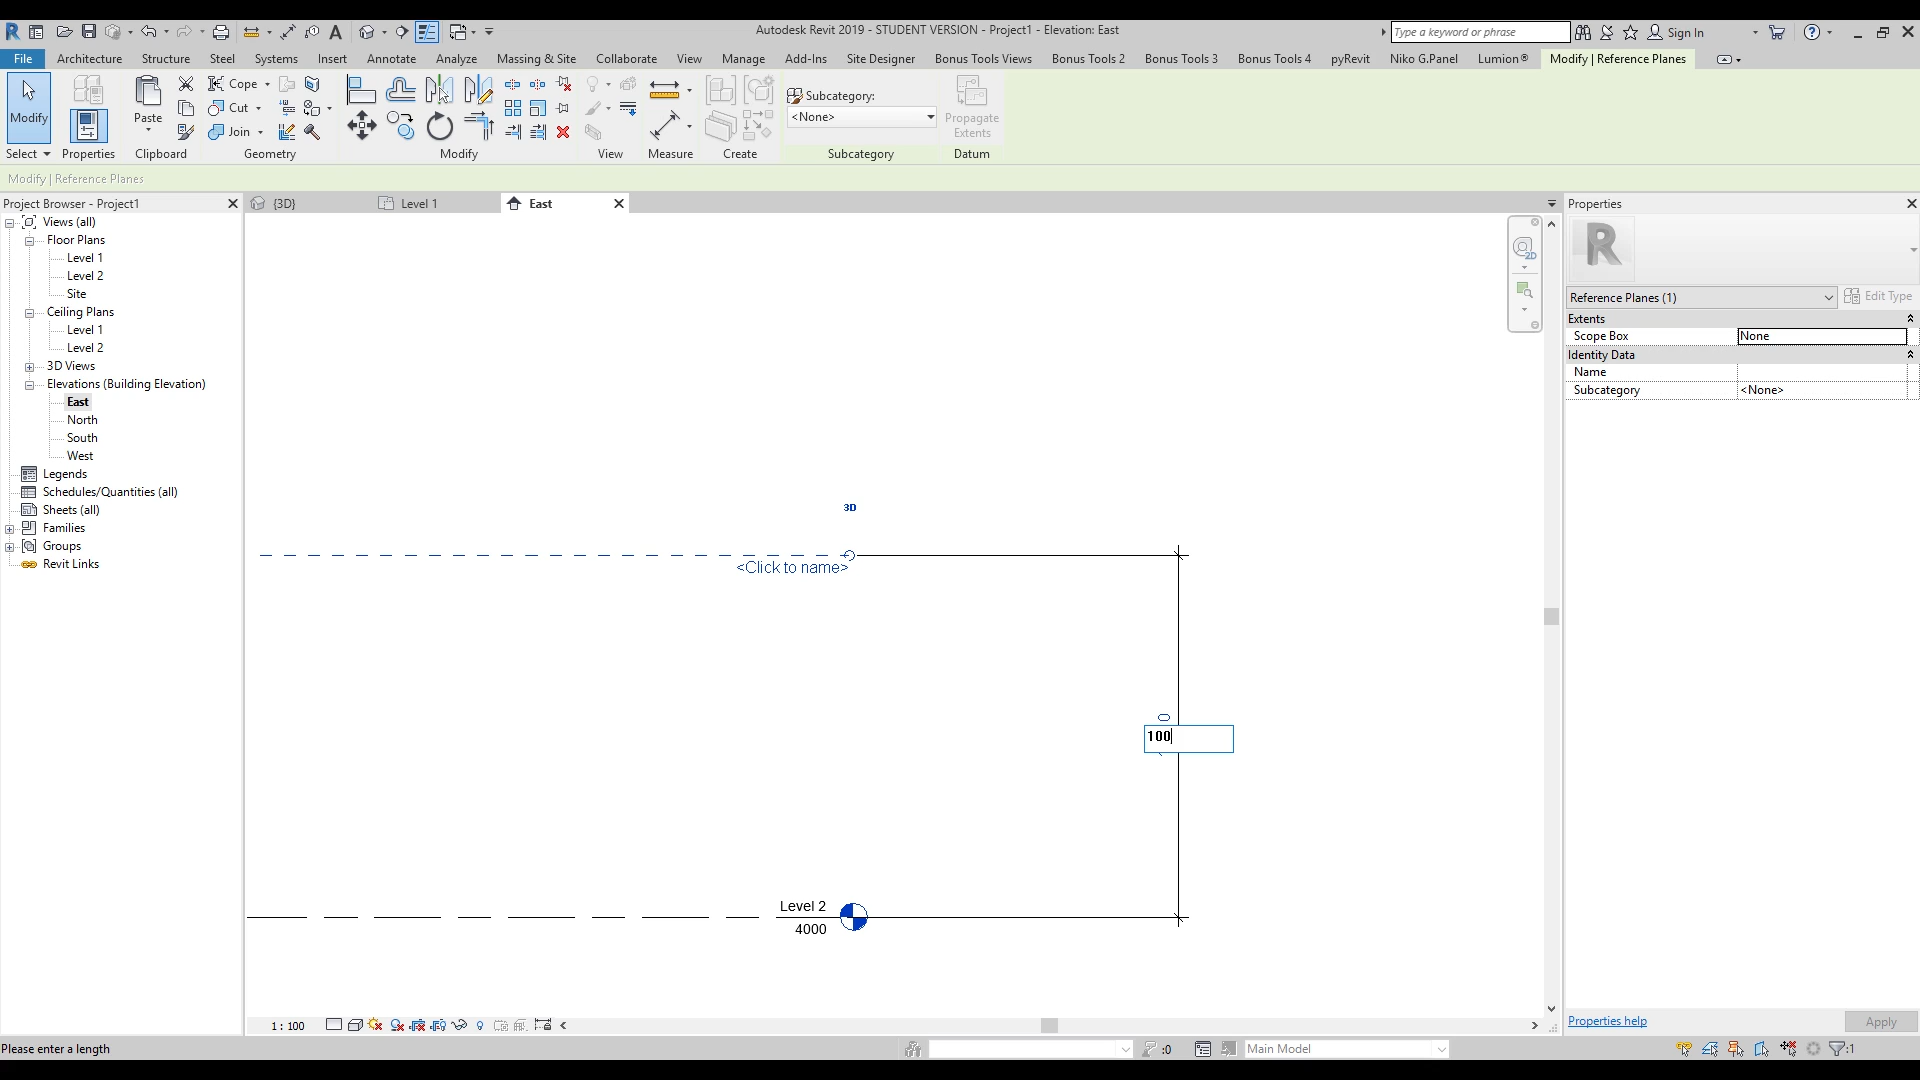 Autodesk Revit 2019 - STUDENT VERSION - Project1 - Elevation: East
Type a keyword or phrase
Sign In
File Architecture Structure Steel Systems Insert Annotate Analyze Massing & Site Collaborate View Manage Add-Ins Site Designer Bonus Tools Views Bonus Tools 2 Bonus Tools 3 Bonus Tools 4 pyRevit Niko G.Panel Lumion® Modify | Reference Planes
Modify
Paste
Cope
Cut
Join
Subcategory:
<None>
Propagate
Extents
Select Properties Clipboard Geometry Modify View Measure Create Subcategory Datum
Modify | Reference Planes
Project Browser - Project1
Views (all)
Floor Plans
Level 1
Level 2
Site
Ceiling Plans
Level 1
Level 2
3D Views
Elevations (Building Elevation)
East
North
South
West
Legends
Schedules/Quantities (all)
Sheets (all)
Families
Groups
Revit Links
{3D}
Level 1
East
2D
3D
<Click to name>
100
Level 2
4000
Properties
Reference Planes (1)
Edit Type
Extents
Scope Box None
Identity Data
Name
Subcategory <None>
Properties help
Apply
1 : 100
Please enter a length
:0
Main Model
:1